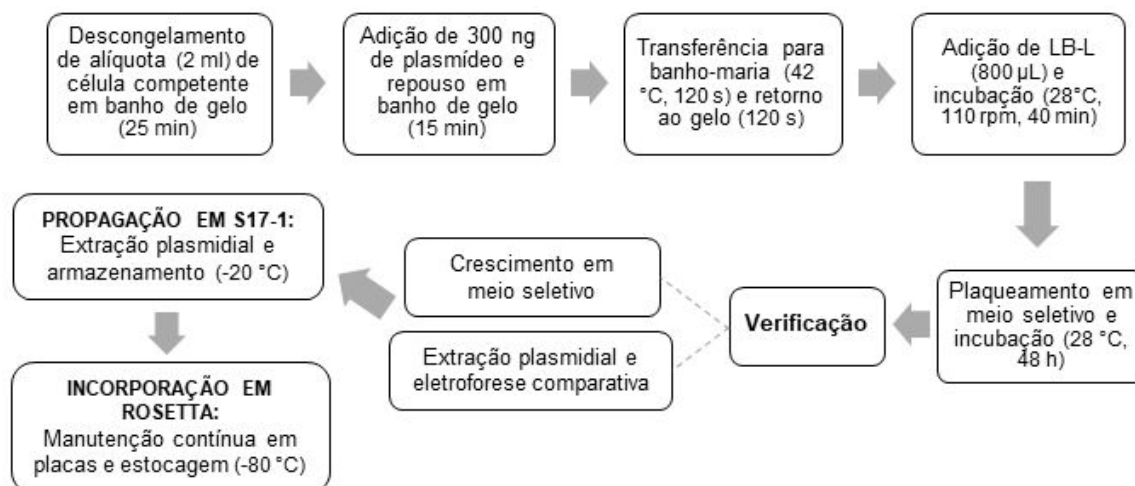 Descongelamento
de alíquota (2 ml) de
célula competente
em banho de gelo
(25 min)
Adição de 300 ng
de plasmídeo e
repouso em
banho de gelo
(15 min)
Transferência para
banho-maria (42
°C, 120 s) e retorno
ao gelo (120 s)
Adição de LB-L
(800 µL) e
incubação (28°C,
110 rpm, 40 min)
Plaqueamento em
meio seletivo e
incubação (28 °C,
48 h)
Verificação
Crescimento em
meio seletivo
Extração plasmidial e
eletroforese comparativa
PROPAGAÇÃO EM S17-1:
Extração plasmidial e
armazenamento (-20 °C)
INCORPORAÇÃO EM
ROSETTA:
Manutenção contínua em
placas e estocagem (-80 °C)